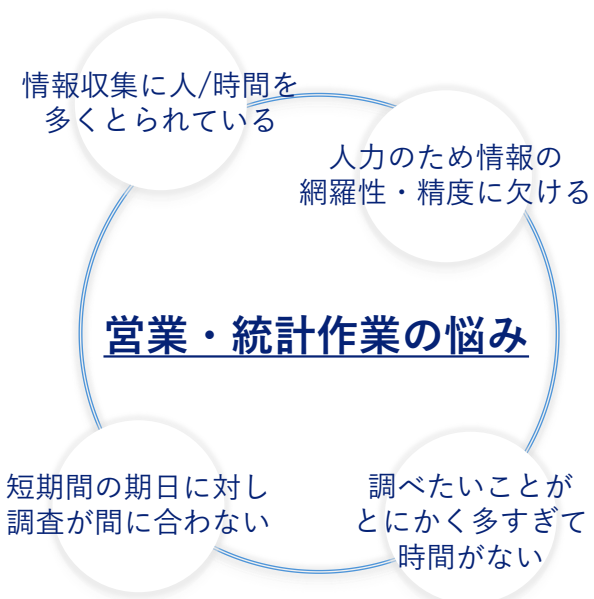 情報収集に人/時間を
多くとられている
人力のため情報の
網羅性・精度に欠ける
営業・統計作業の悩み
短期間の期日に対し
調査が間に合わない
調べたいことが
とにかく多すぎて
時間がない